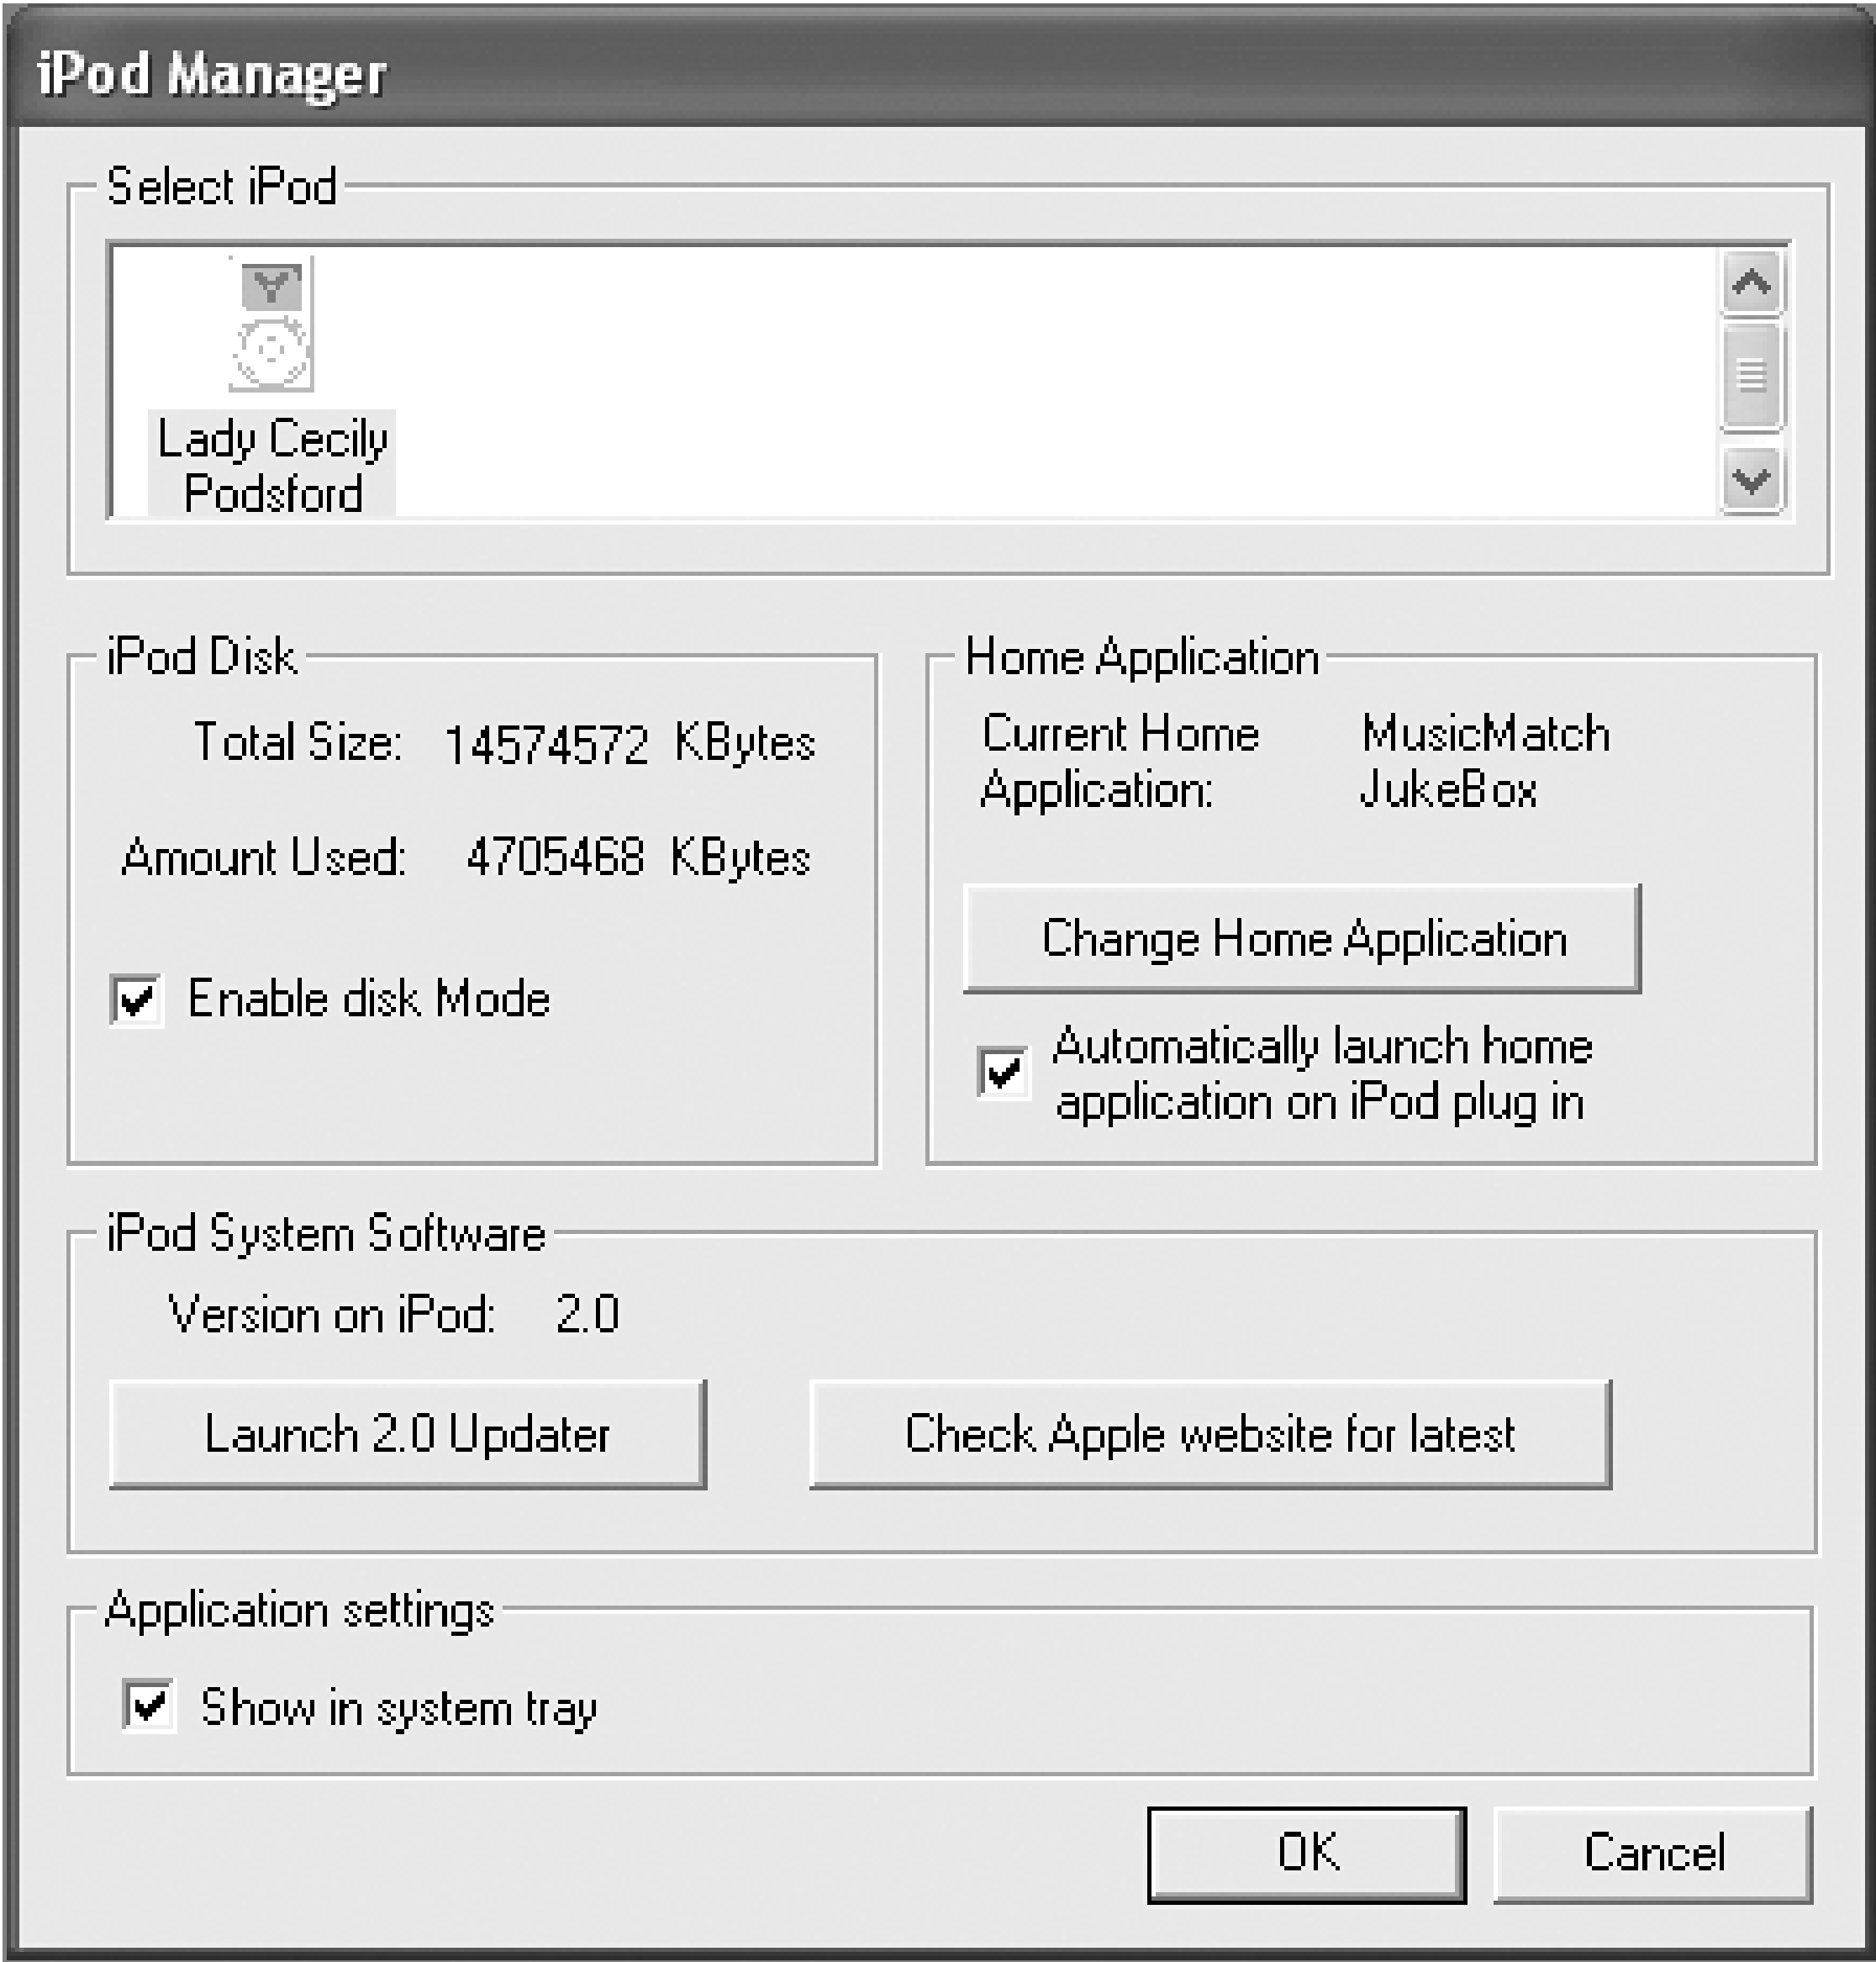 iPod Manager
Select iPod
Lady Cecily
Podsford
iPod Disk
Total Size: 14574572 KBytes
Amount Used: 4705468 KBytes
Enable disk Mode
Home Application
Current Home MusicMatch
Application: JukeBox
Change Home Application
Automatically launch home
application on iPod plug in
iPod System Software
Version on iPod: 2.0
Launch 2.0 Updater
Check Apple website for latest
Application settings
Show in system tray
OK
Cancel